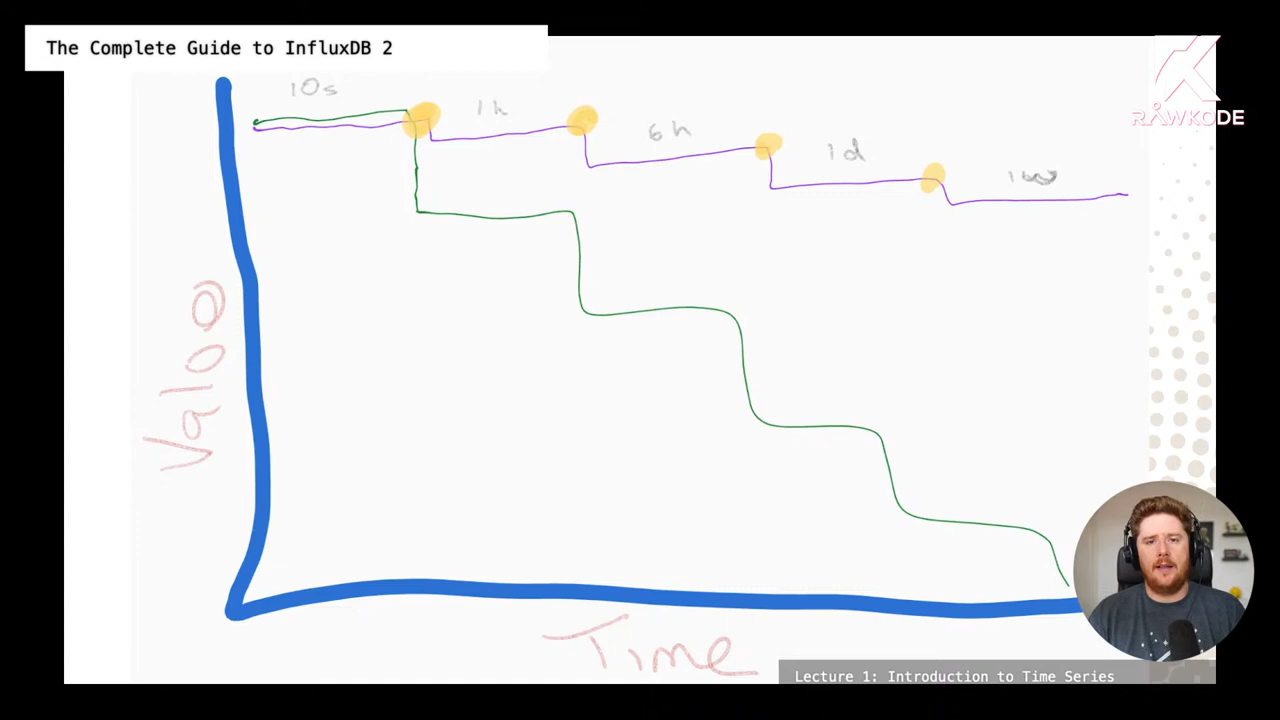 The Complete Guide to InfluxDB 2
RAWKODE
10s
1h
6h
1d
1w
Value
Time
Lecture 1: Introduction to Time Series